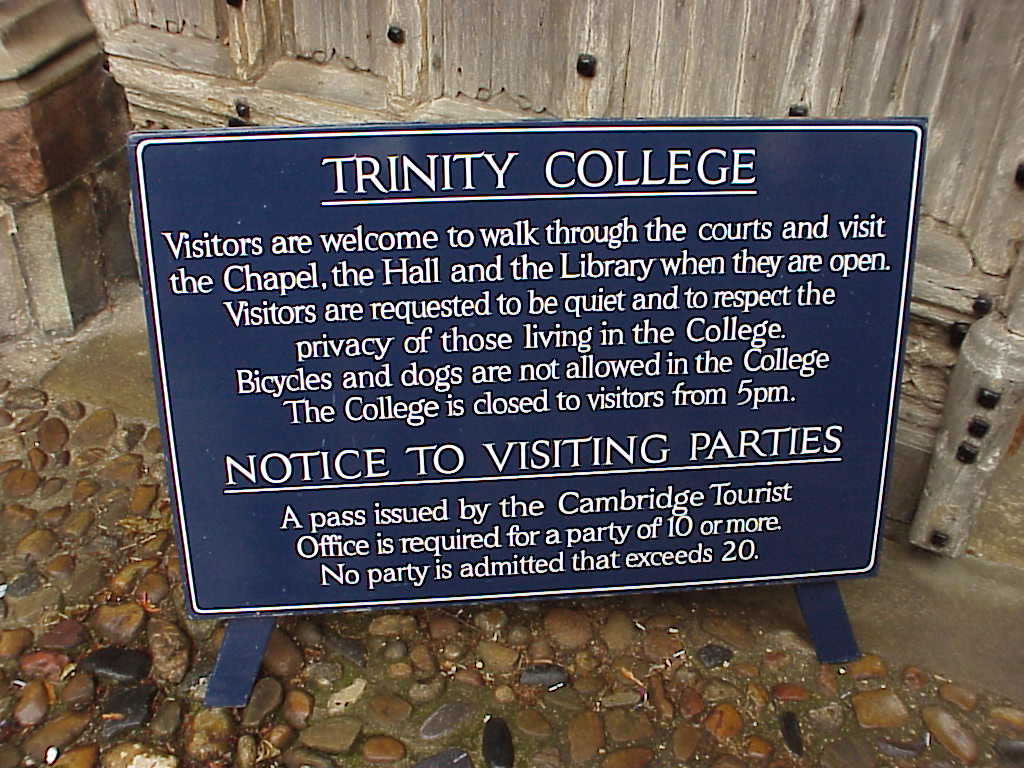 TRINITY COLLEGE
Visitors are welcome to walk through the courts and visit
the Chapel, the Hall and the Library when they are open.
Visitors are requested to be quiet and to respect the
privacy of those living in the College.
Bicycles and dogs are not allowed in the College
The College is closed to visitors from 5pm.
NOTICE TO VISITING PARTIES
A pass issued by the Cambridge Tourist
Office is required for a party of 10 or more.
No party is admitted that exceeds 20.